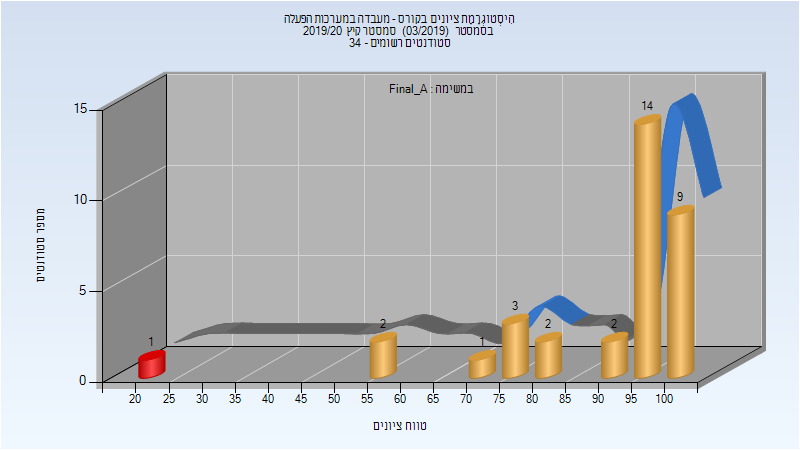 היסטוגרמת ציונים בקורס - מעבדה במערכות הפעלה
בסמסטר (03/2019) סמסטר קיץ 2019/20
סטודנטים רשומים - 34
במשימה : Final_A
מספר סטודנטים
15
10
5
0
1
2
1
3
2
2
14
9
20 25 30 35 40 45 50 55 60 65 70 75 80 85 90 95 100
טווח ציונים